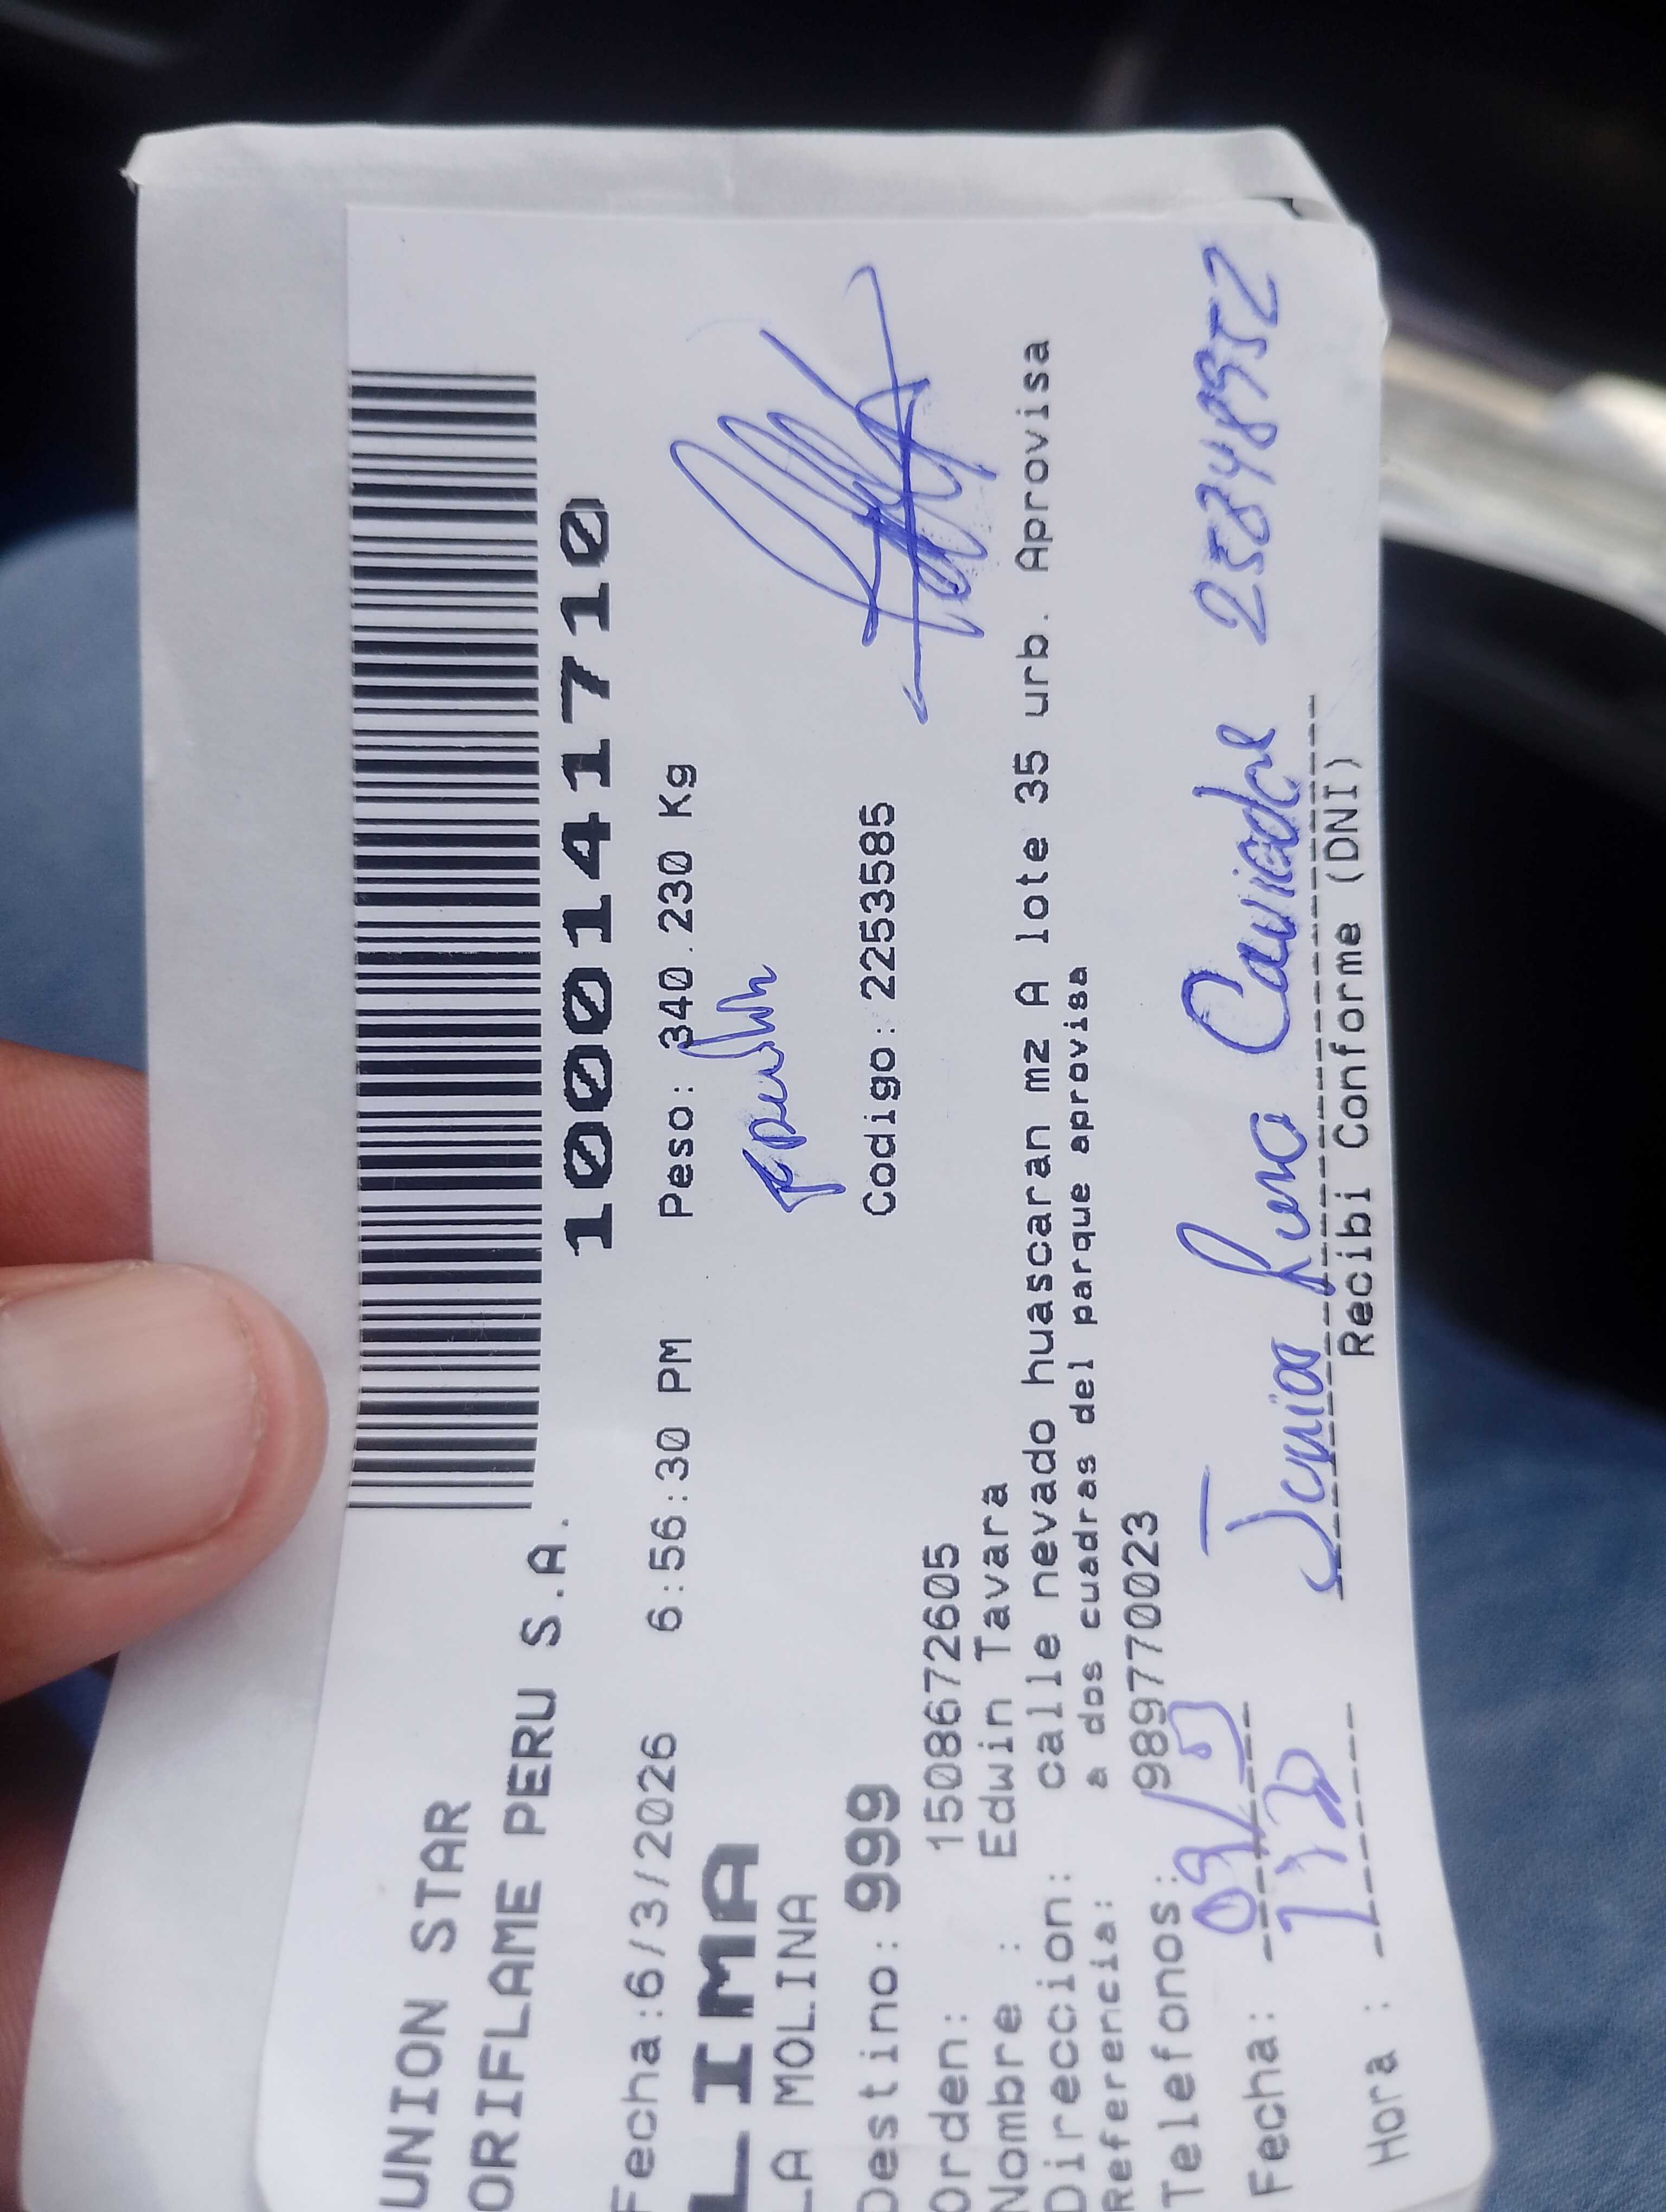 UNION STAR
ORIFLAME PERU S.A.
10001417710
Fecha:6/3/2026 6:56:30 PM Peso: 340.230 Kg
LIMA
LA MOLINA
Destino: 999 Codigo: 2253585
Orden: 1508672605
Nombre : Edwin Tavara
Direccion: calle nevado huascaran mz A lote 35 urb. Aprovisa
Referencia: a dos cuadras del parque aprovisa
Telefonos: 989770023
Fecha:
Hora :
Recibi Conforme (DNI)